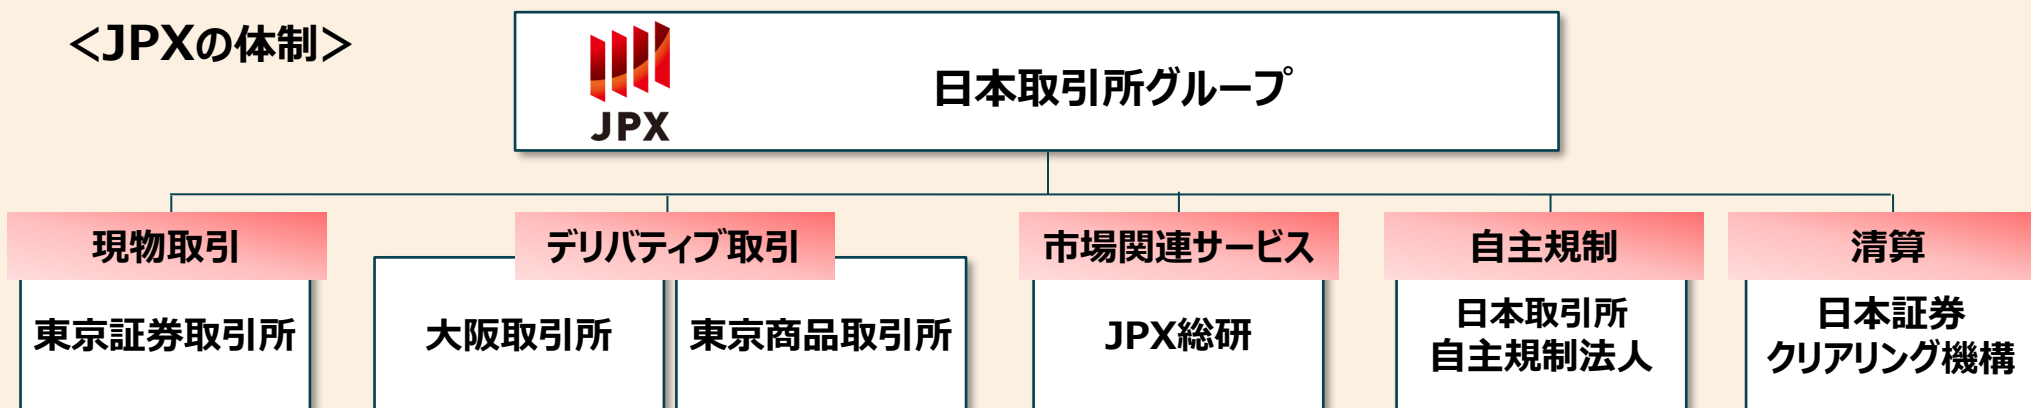 ＜JPXの体制＞
JPX
日本取引所グループ
現物取引
デリバティブ取引
市場関連サービス
自主規制
清算
東京証券取引所
大阪取引所
東京商品取引所
JPX総研
日本取引所
自主規制法人
日本証券
クリアリング機構